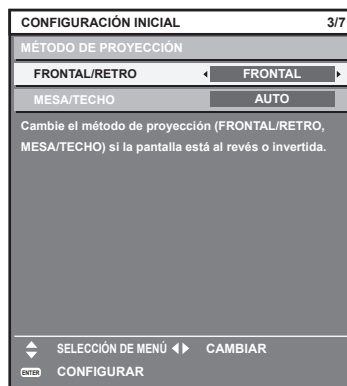 CONFIGURACIÓN INICIAL 3/7
MÉTODO DE PROYECCIÓN
FRONTAL/RETRO FRONTAL
MESA/TECHO AUTO
Cambie el método de proyección (FRONTAL/RETRO,
MESA/TECHO) si la pantalla está al revés o invertida.
SELECCIÓN DE MENÚ CAMBIAR
ENTER CONFIGURAR